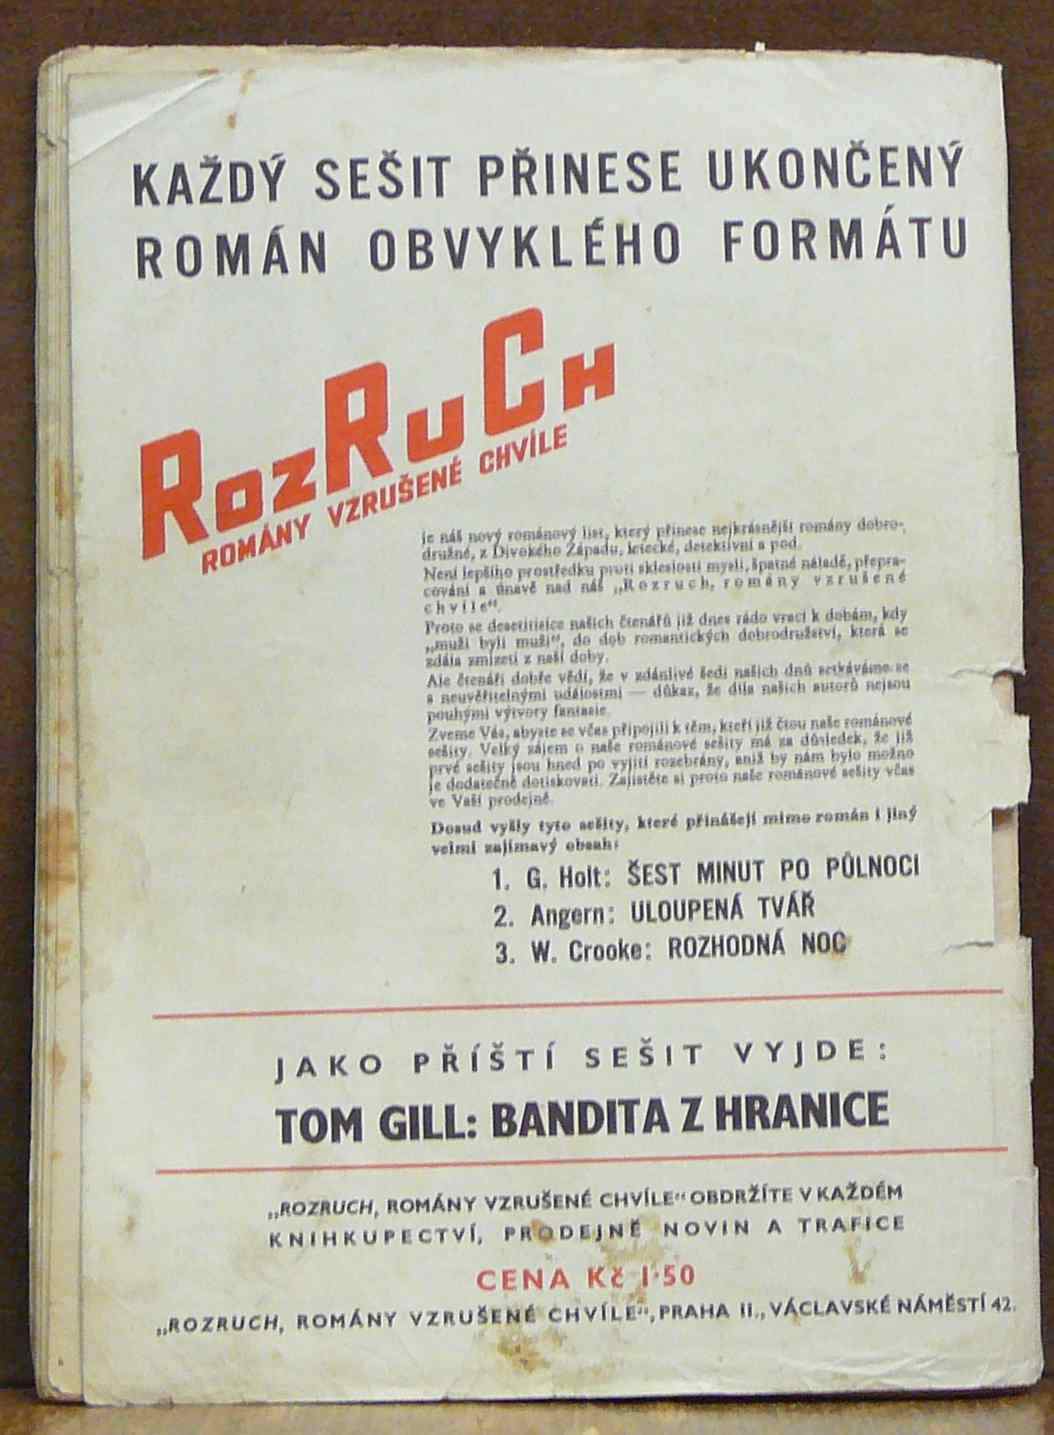 KAŽDÝ SEŠIT PŘINESE UKONČENÝ
ROMÁN OBVYKLÉHO FORMÁTU
RozRuCh
ROMÁNY VZRUŠENÉ CHVÍLE
je náš nový románový list, který přinese nejkrásnější romány dobro-
družné, z Divokého Západu, letecké, detektivní a pod.
Není lepšího prostředku proti skleslosti mysli, špatné náladě, přepra-
cování a únavě nad náš „Rozruch, romány vzrušené
chvíle“.
Proto se desetitisíce našich čtenářů již dnes rádo vrací k dobám, kdy
„muži byli muži“, do dob romantických dobrodružství, která se
zdála zmizeti z naší doby.
Ale čtenáři dobře vědí, že v zdánlivé šedi našich dnů setkáváme se
s neuvěřitelnými událostmi — důkaz, že díla našich autorů nejsou
pouhými výtvory fantasie.
Zveme Vás, abyste se včas připojili k těm, kteří již čtou naše románové
sešity. Velký zájem o naše románové sešity má za důsledek, že již
prvé sešity jsou hned po vyjití rozebrány, aniž by nám bylo možno
je dodatečně dotiskovati. Zajistěte si proto naše románové sešity včas
ve Vaší prodejně.
Dosud vyšly tyto sešity, které přinášejí mimo román i jiný
velmi zajímavý obsah:
1. G. Holt: ŠEST MINUT PO PŮLNOCI
2. Angern: ULOUPENÁ TVÁŘ
3. W. Crooke: ROZHODNÁ NOC
JAKO PŘÍŠTÍ SEŠIT VYJDE:
TOM GILL: BANDITA Z HRANICE
„ROZRUCH, ROMÁNY VZRUŠENÉ CHVÍLE“ OBDRŽÍTE V KAŽDÉM
KNIHKUPECTVÍ, PRODEJNĚ NOVIN A TRAFICE
CENA Kč 1·50
„ROZRUCH, ROMÁNY VZRUŠENÉ CHVÍLE“, PRAHA II., VÁCLAVSKÉ NÁMĚSTÍ 42.